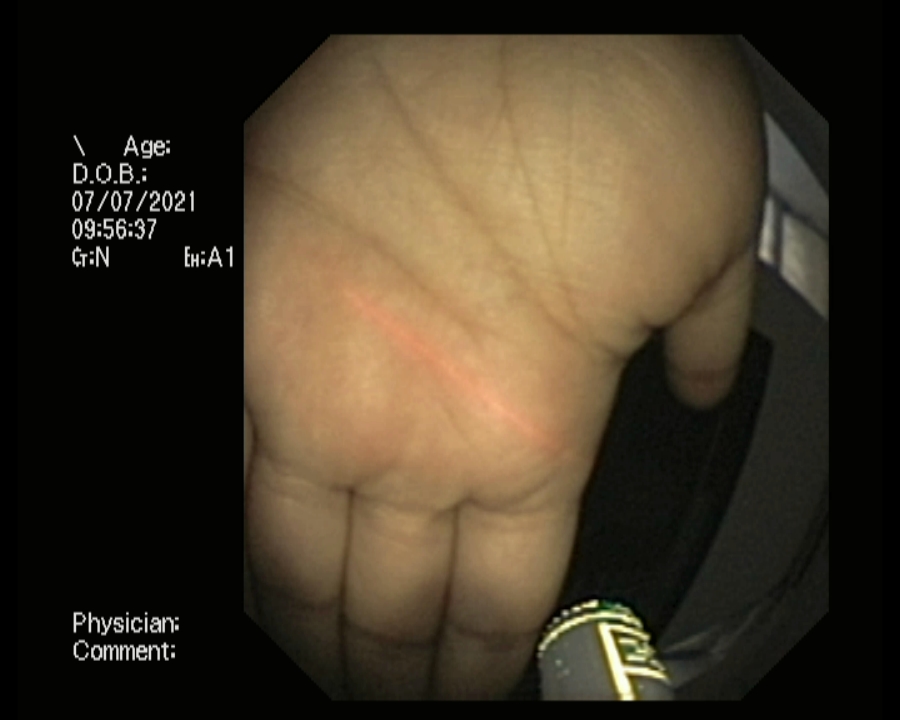 \ Age:
D.O.B.:
07/07/2021
09:56:37
Cr:N Eh:A1
Physician:
Comment: